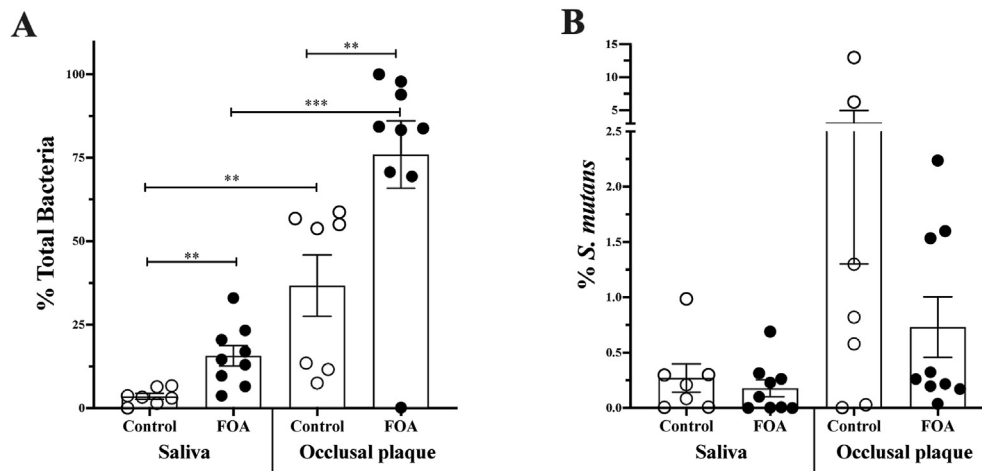 A
% Total Bacteria
100
75
50
25
0
**
***
**
**
Control FOA Control FOA
Saliva Occlusal plaque
B
% S. mutans
15
10
5
2.5
2.0
1.5
1.0
0.5
0.0
Control FOA Control FOA
Saliva Occlusal plaque